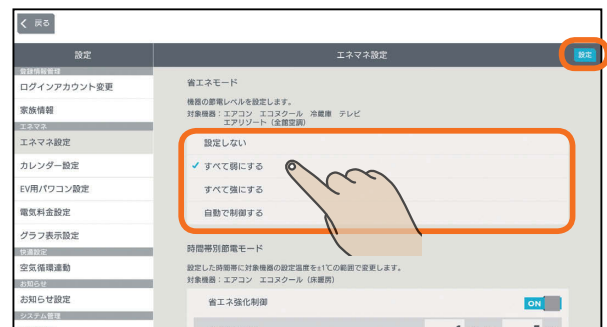 戻る
設定
エネマネ設定
設定
登録情報管理
ログインアカウント変更
家族情報
エネマネ
エネマネ設定
カレンダー設定
EV用パワコン設定
電気料金設定
グラフ表示設定
快適設定
空気循環連動
お知らせ
お知らせ設定
システム管理
省エネモード
機器の節電レベルを設定します。
対象機器：エアコン エコヌクール 冷蔵庫 テレビ
エアリゾート（全館空調）
設定しない
すべて弱にする
すべて強にする
自動で制御する
時間帯別節電モード
設定した時間帯に対象機器の設定温度を±1℃の範囲で変更します。
対象機器：エアコン エコヌクール（床暖房）
省エネ強化制御
ON